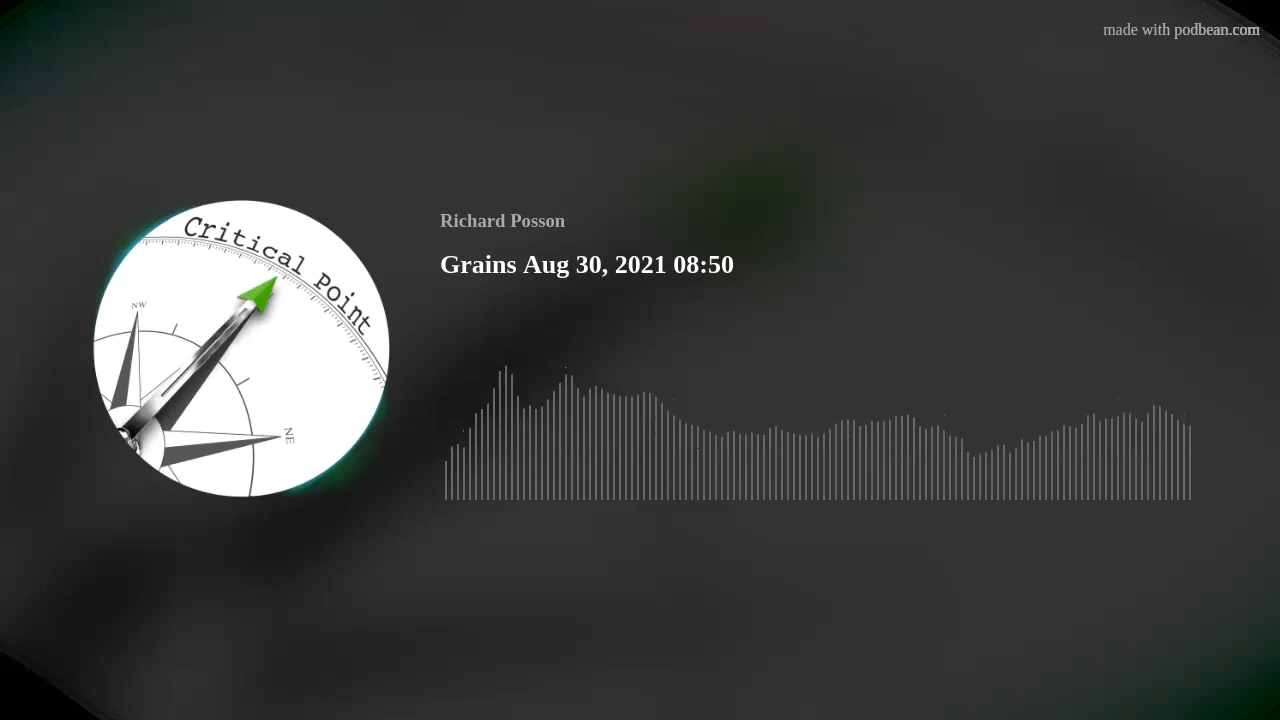 made with podbean.com
Critical Point
Richard Posson
Grains Aug 30, 2021 08:50
NW
NE